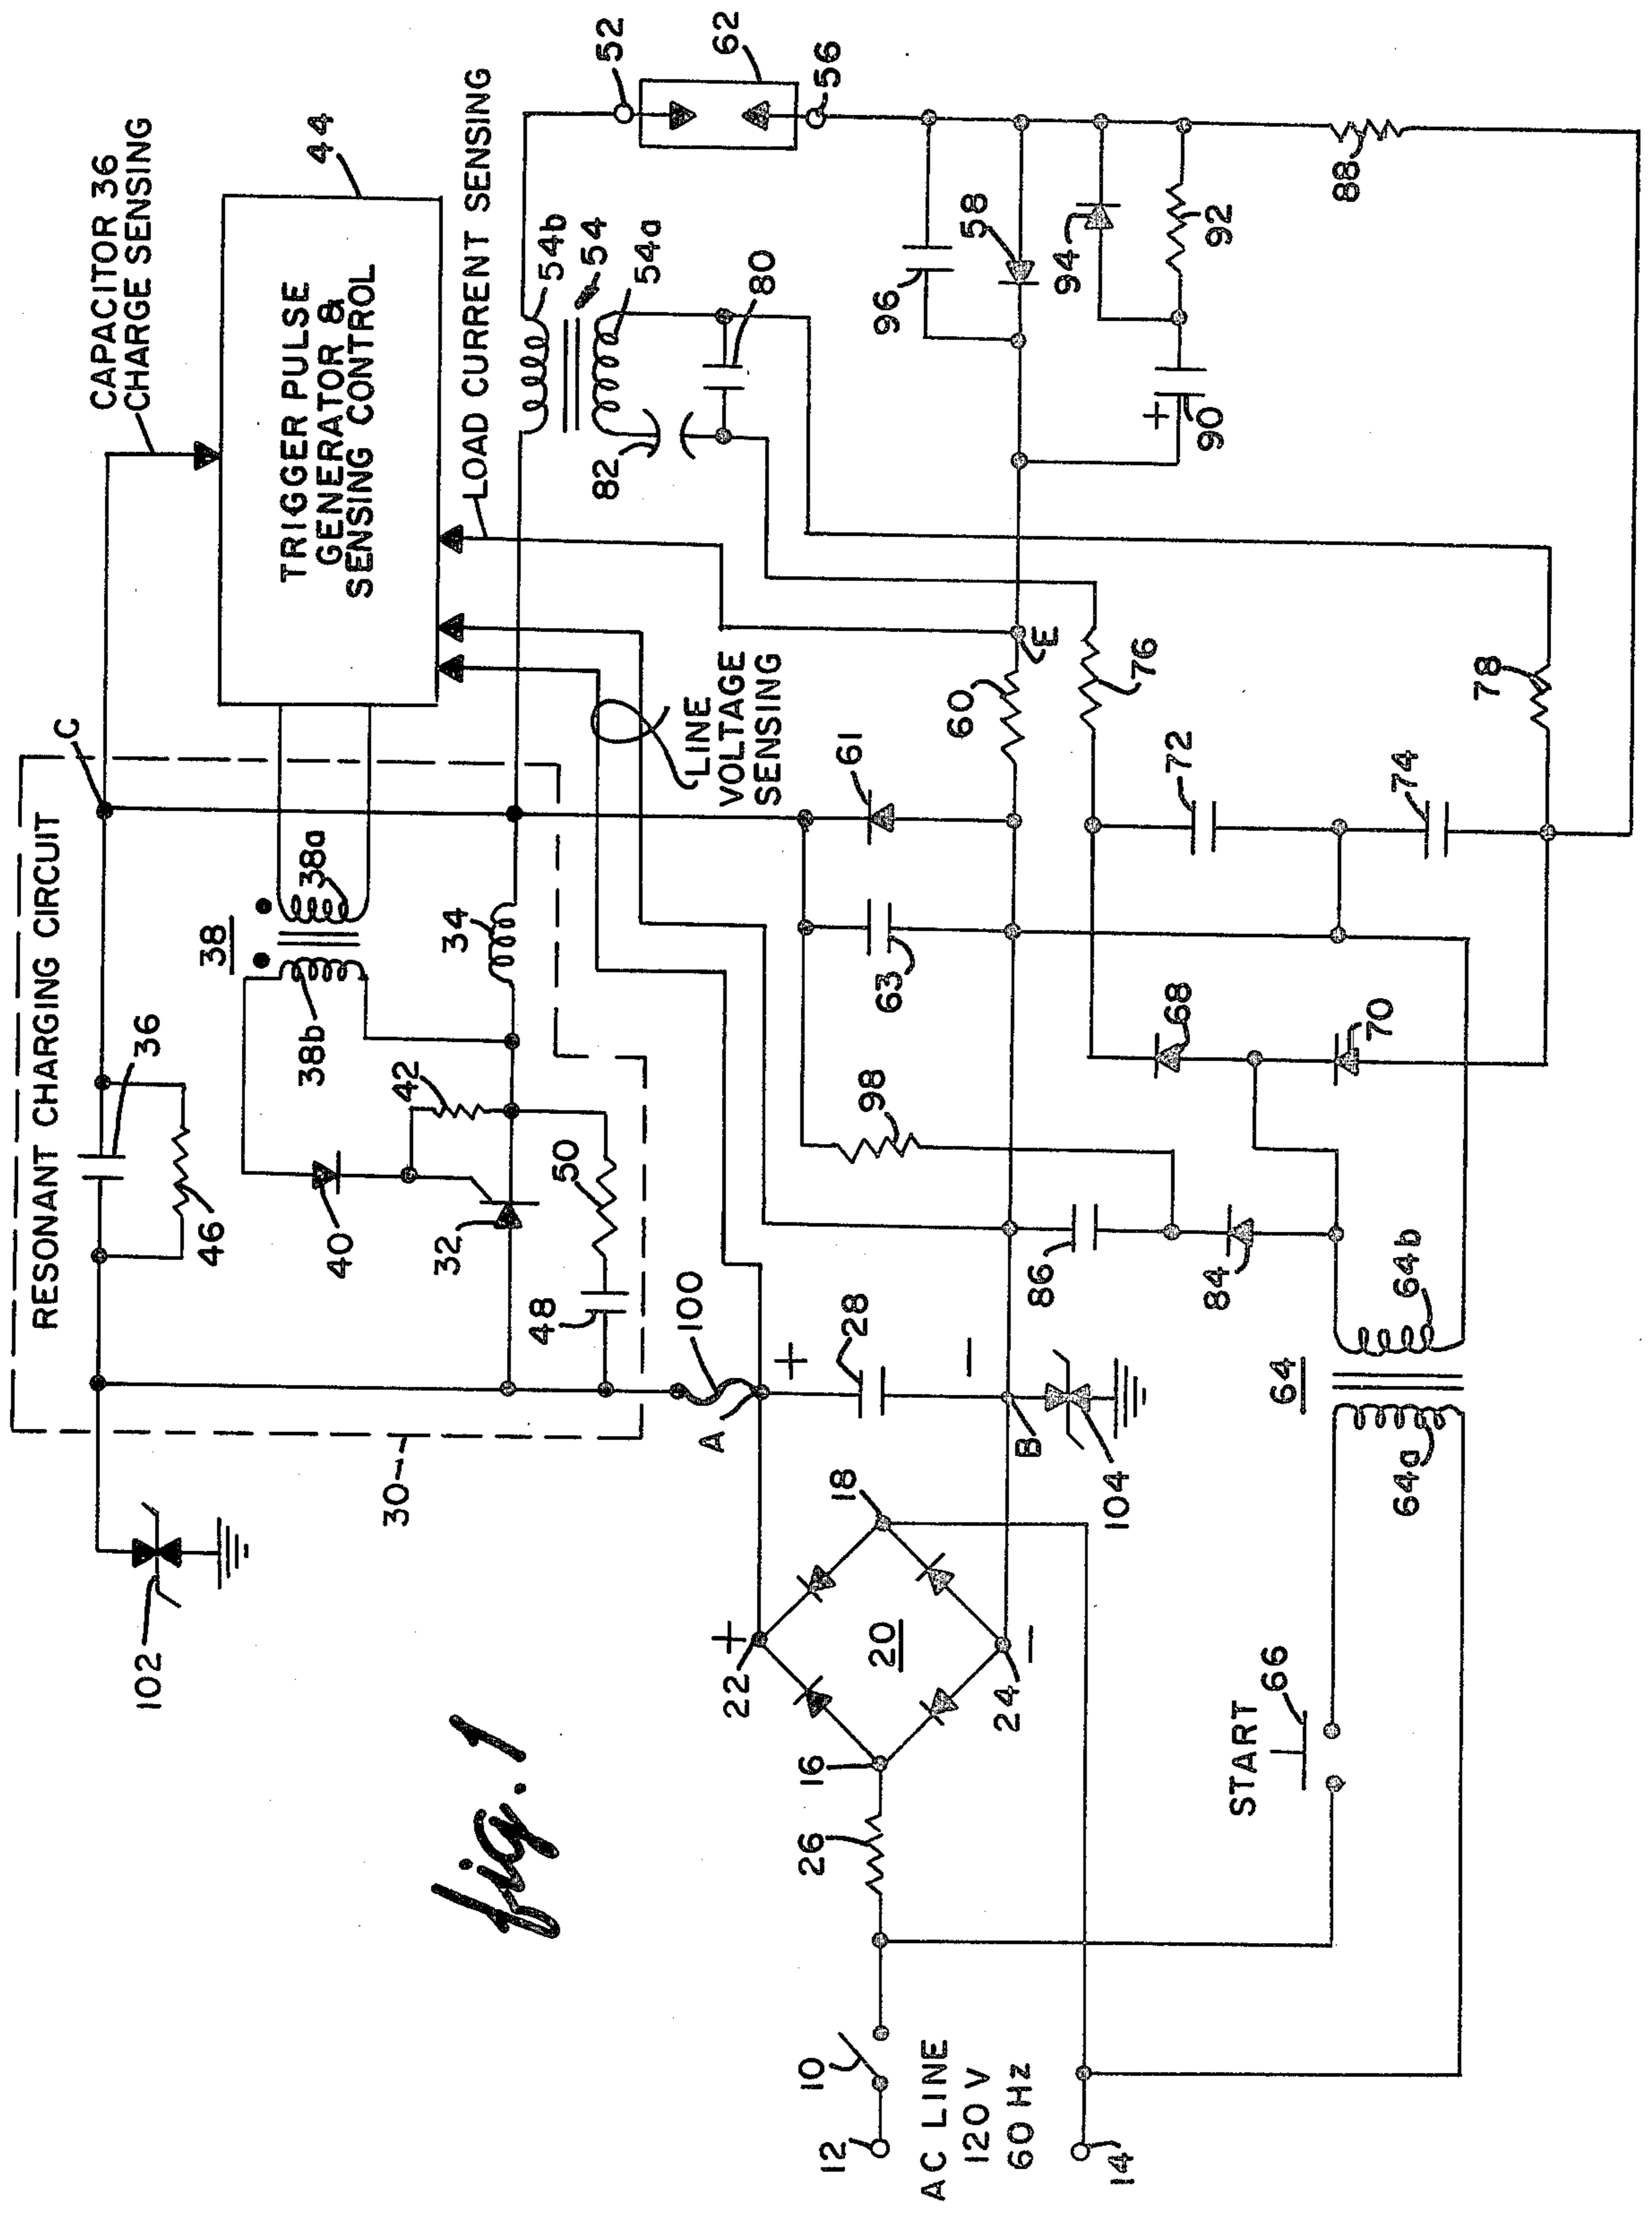 RESONANT CHARGING CIRCUIT
C
CAPACITOR 36
CHARGE SENSING
44
TRIGGER PULSE
GENERATOR &
SENSING CONTROL
LOAD CURRENT SENSING
36
46
38
38a
38b
40
42
32
34
50
48
30
102
100
A
+
28
−
B
104
LINE
VOLTAGE
SENSING
54b
54
54a
80
82
52
62
56
96
58
94
92
+
90
88
E
60
76
78
61
63
72
74
68
70
98
86
84
64b
64
64a
18
+
22
20
24
−
16
26
10
12
14
AC LINE
120 V
60 Hz
START
66
fig. 1